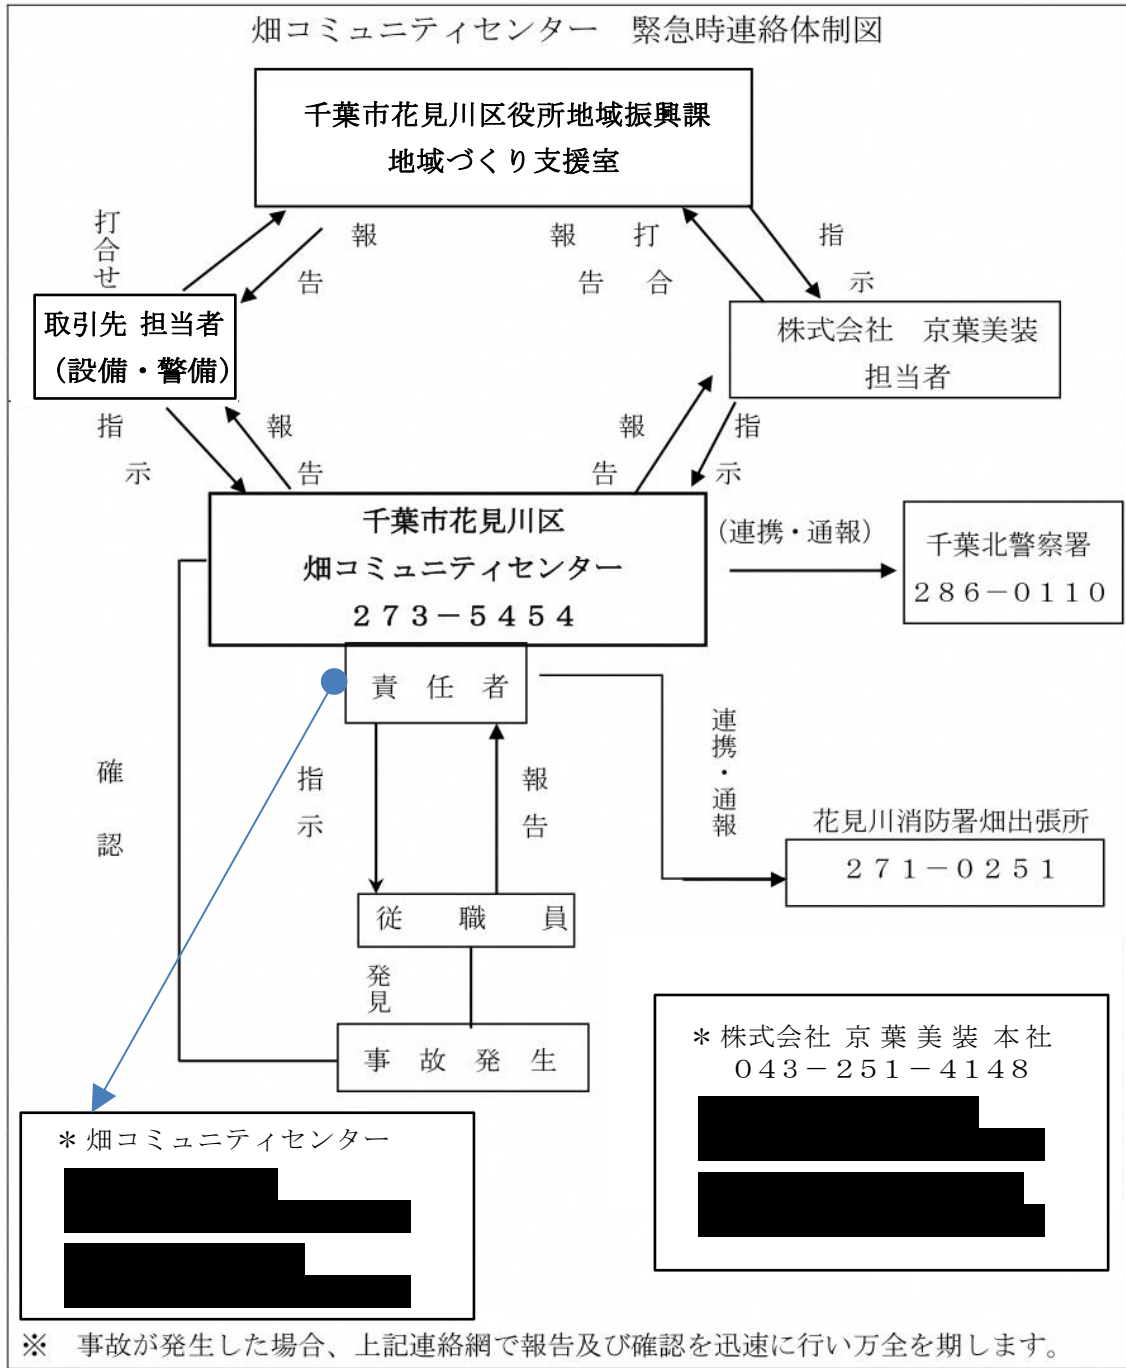 畑コミュニティセンター　緊急時連絡体制図
千葉市花見川区役所地域振興課
地域づくり支援室
打合せ
報告
報告
打合
指示
取引先 担当者
（設備・警備）
株式会社　京葉美装
担当者
指示
報告
報告
指示
千葉市花見川区
畑コミュニティセンター
２７３－５４５４
（連携・通報）
千葉北警察署
２８６－０１１０
責　任　者
確認
指示
報告
連携・通報
花見川消防署畑出張所
２７１－０２５１
従　職　員
発見
事　故　発　生
＊株式会社 京 葉 美 装 本 社
０４３－２５１－４１４８
＊畑コミュニティセンター
※　事故が発生した場合、上記連絡網で報告及び確認を迅速に行い万全を期します。